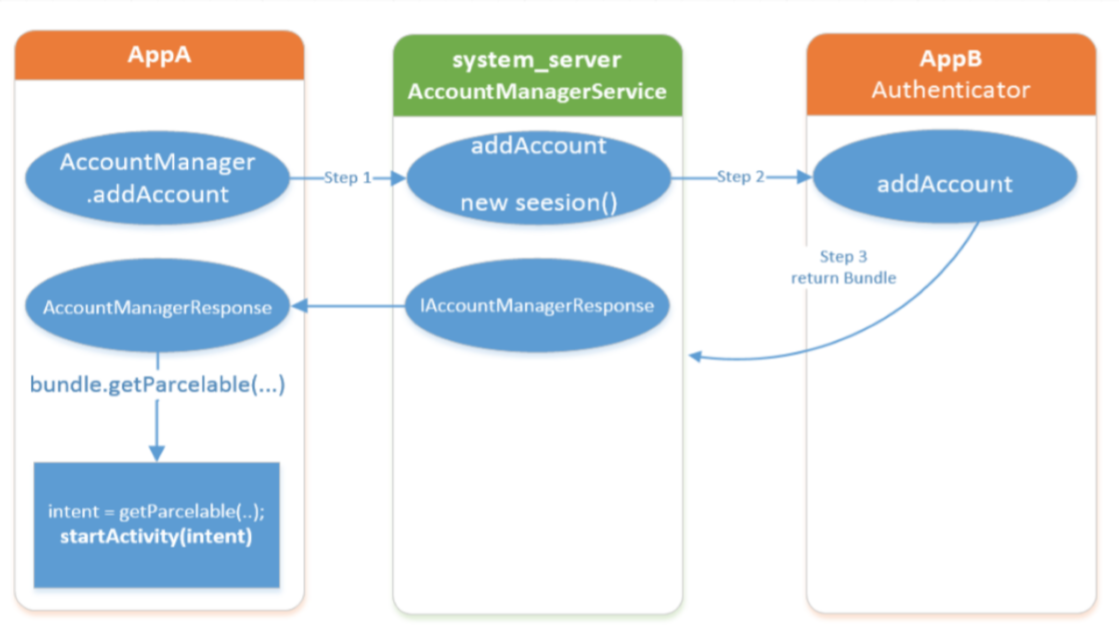 AppA
AccountManager
.addAccount
AccountManagerResponse
bundle.getParcelable(...)
intent = getParcelable(..);
startActivity(intent)
Step 1
system_server
AccountManagerService
addAccount
new seesion()
IAccountManagerResponse
Step 2
AppB
Authenticator
addAccount
Step 3
return Bundle